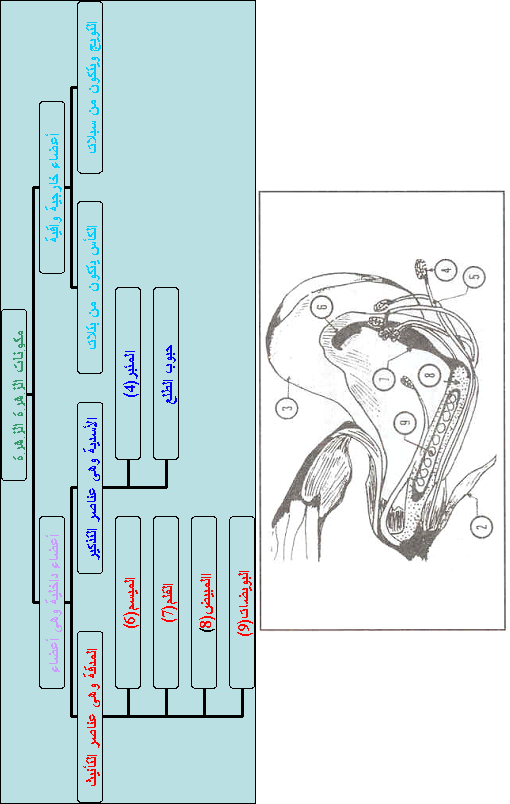 مكونات الزهرة الزهرة
أعضاء خارجية واقية
أعضاء داخلية وهي أعضاء
التويج ويتكون من سبلات
الكأس يتكون من بتلات
الأسدية وهي عناصر التذكير
المدقة وهي عناصر التأنيث
المئبر(4)
حبوب الطلع
الميسم(6)
القلم(7)
المبيض(8)
البويضات(9)
4
5
6
7
8
3
9
2